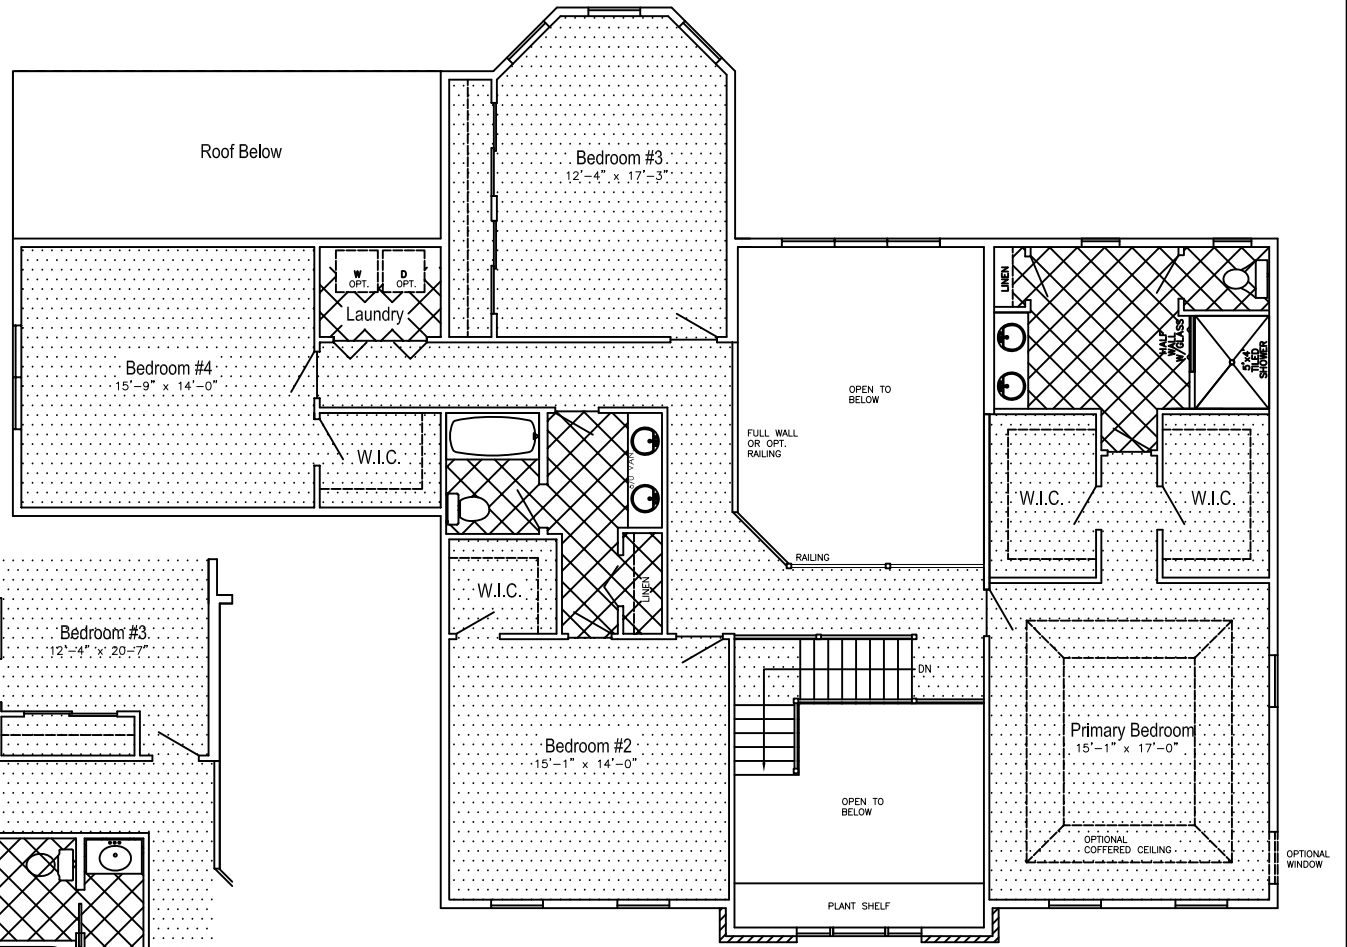 Roof Below
Bedroom #3
12'-4" x 17'-3"
W
OPT.
D
OPT.
Laundry
Bedroom #4
15'-9" x 14'-0"
W.I.C.
OPEN TO
BELOW
FULL WALL
OR OPT.
RAILING
RAILING
LINEN
HALF
WALL
W/GLASS
5'x4'
TILED
SHOWER
W.I.C.
W.I.C.
W.I.C.
LINEN
DN
Bedroom #2
15'-1" x 14'-0"
OPEN TO
BELOW
PLANT SHELF
Primary Bedroom
15'-1" x 17'-0"
OPTIONAL
COFFERED CEILING
OPTIONAL
WINDOW
Bedroom #3
12'-4" x 20'-7"